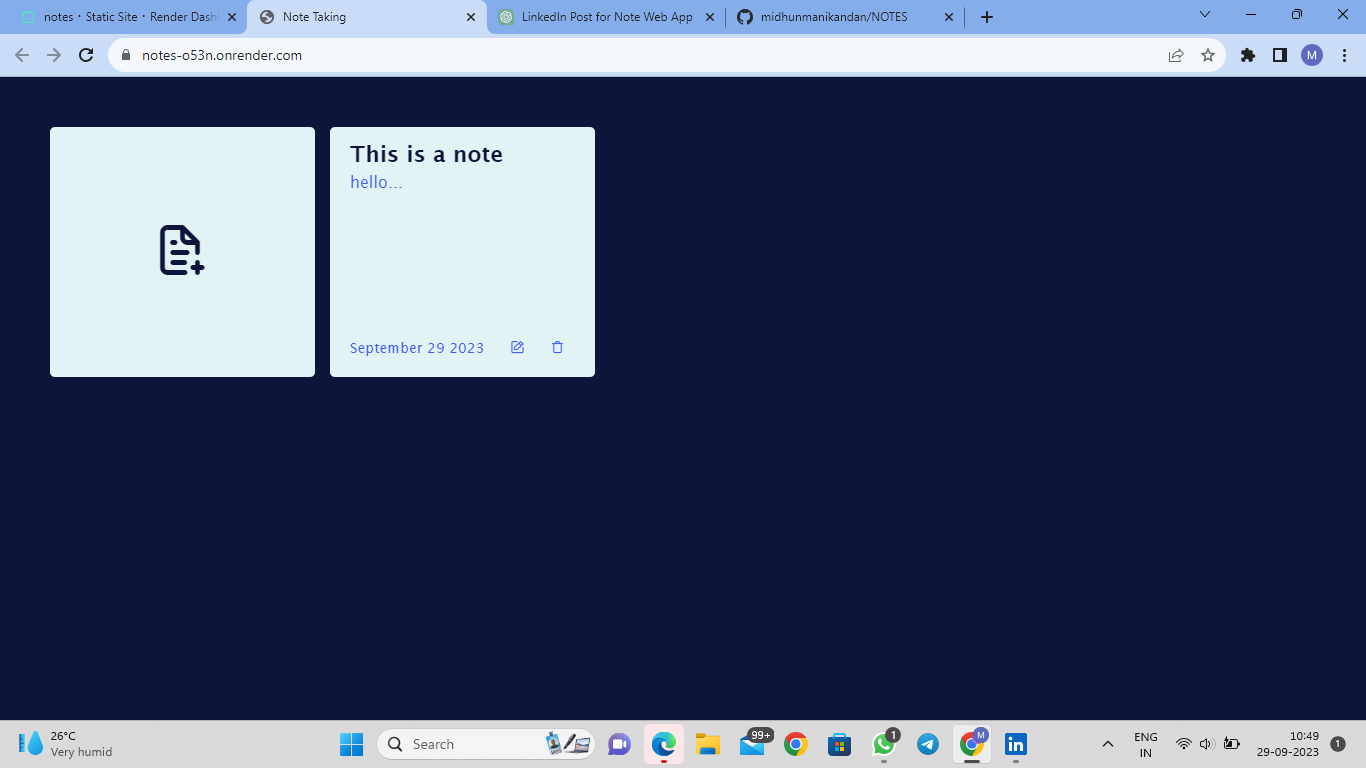 notes · Static Site · Render Dash
Note Taking
LinkedIn Post for Note Web App
midhunmanikandan/NOTES
notes-o53n.onrender.com
M
This is a note
hello...
September 29 2023
26°C
Very humid
Search
99+
1
M
in
ENG
IN
10:49
29-09-2023
1